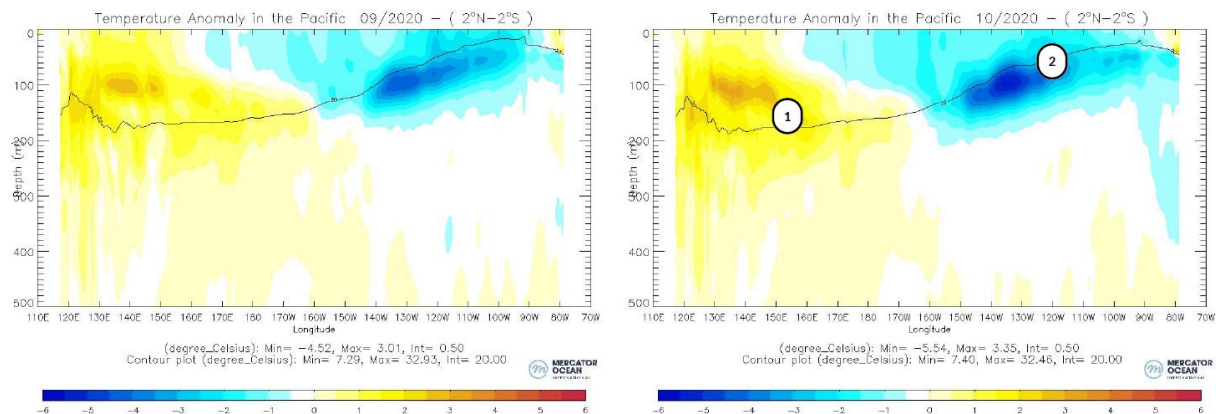 Temperature Anomaly in the Pacific 09/2020 - ( 2°N-2°S )
0
100
200
300
400
500
Depth (m)
110E 120E 130E 140E 150E 160E 170E 180 170W 160W 150W 140W 130W 120W 110W 100W 90W 80W 70W
Longitude
20
(degree_Celsius): Min= -4.52, Max= 3.01, Int= 0.50
Contour plot (degree_Celsius): Min= 7.29, Max= 32.93, Int= 20.00
MERCATOR
OCEAN
INTERNATIONAL
-6 -5 -4 -3 -2 -1 0 1 2 3 4 5 6
Temperature Anomaly in the Pacific 10/2020 - ( 2°N-2°S )
0
100
200
300
400
500
Depth (m)
1
2
110E 120E 130E 140E 150E 160E 170E 180 170W 160W 150W 140W 130W 120W 110W 100W 90W 80W 70W
Longitude
(degree_Celsius): Min= -5.54, Max= 3.35, Int= 0.50
Contour plot (degree_Celsius): Min= 7.40, Max= 32.46, Int= 20.00
MERCATOR
OCEAN
INTERNATIONAL
-6 -5 -4 -3 -2 -1 0 1 2 3 4 5 6